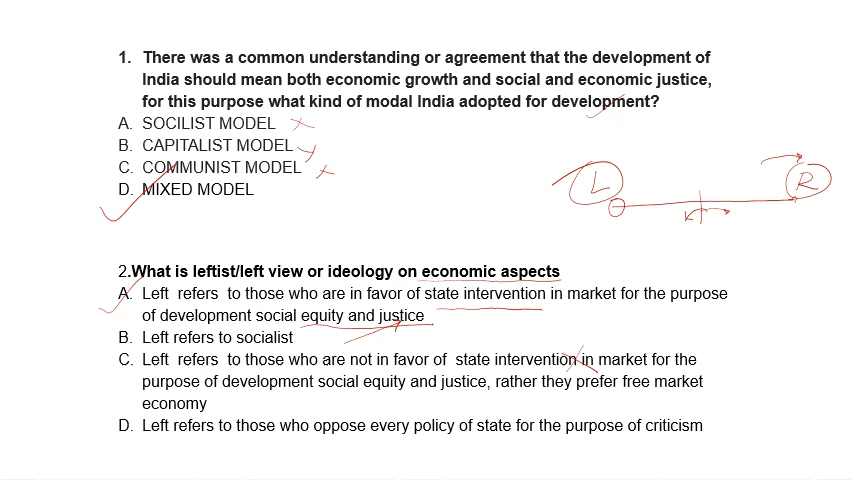 1. There was a common understanding or agreement that the development of
India should mean both economic growth and social and economic justice,
for this purpose what kind of modal India adopted for development?
A. SOCILIST MODEL
B. CAPITALIST MODEL
C. COMMUNIST MODEL
D. MIXED MODEL
L R
2.What is leftist/left view or ideology on economic aspects
A. Left refers to those who are in favor of state intervention in market for the purpose
of development social equity and justice
B. Left refers to socialist
C. Left refers to those who are not in favor of state intervention in market for the
purpose of development social equity and justice, rather they prefer free market
economy
D. Left refers to those who oppose every policy of state for the purpose of criticism